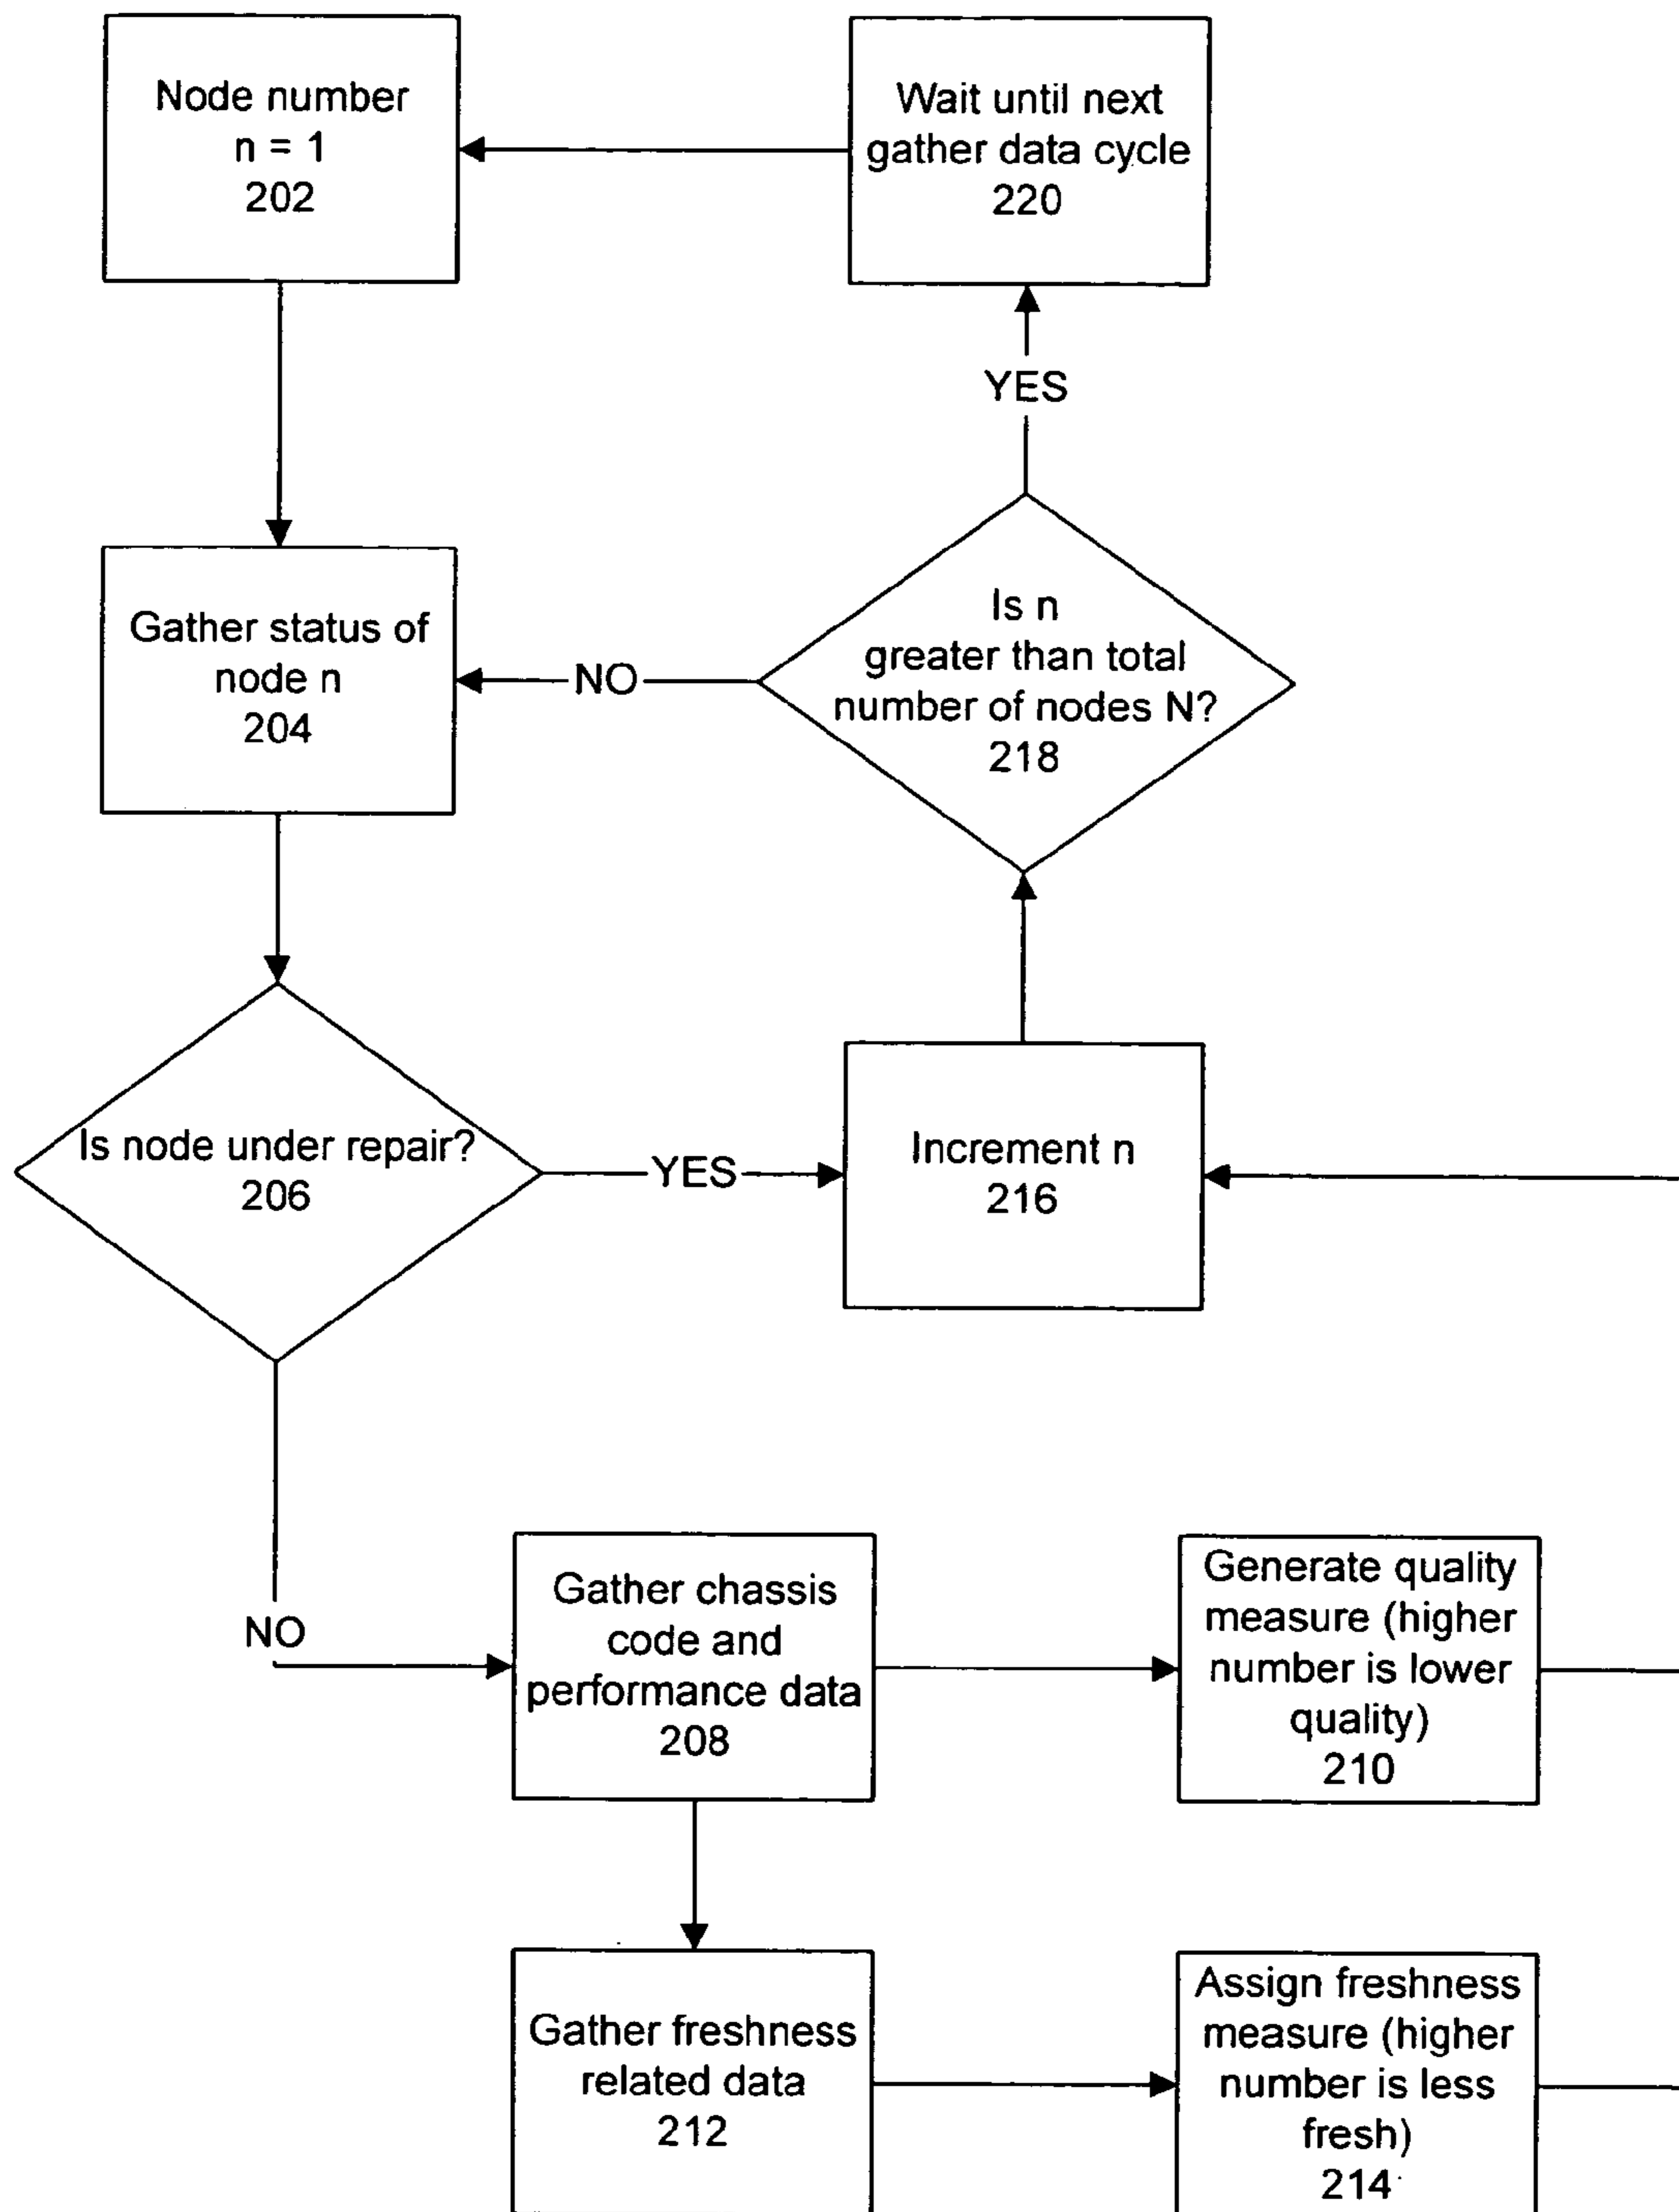 Node number
n = 1
202
Wait until next
gather data cycle
220
YES
Gather status of
node n
204
NO
Is n
greater than total
number of nodes N?
218
Is node under repair?
206
YES
Increment n
216
NO
Gather chassis
code and
performance data
208
Generate quality
measure (higher
number is lower
quality)
210
Gather freshness
related data
212
Assign freshness
measure (higher
number is less
fresh)
214